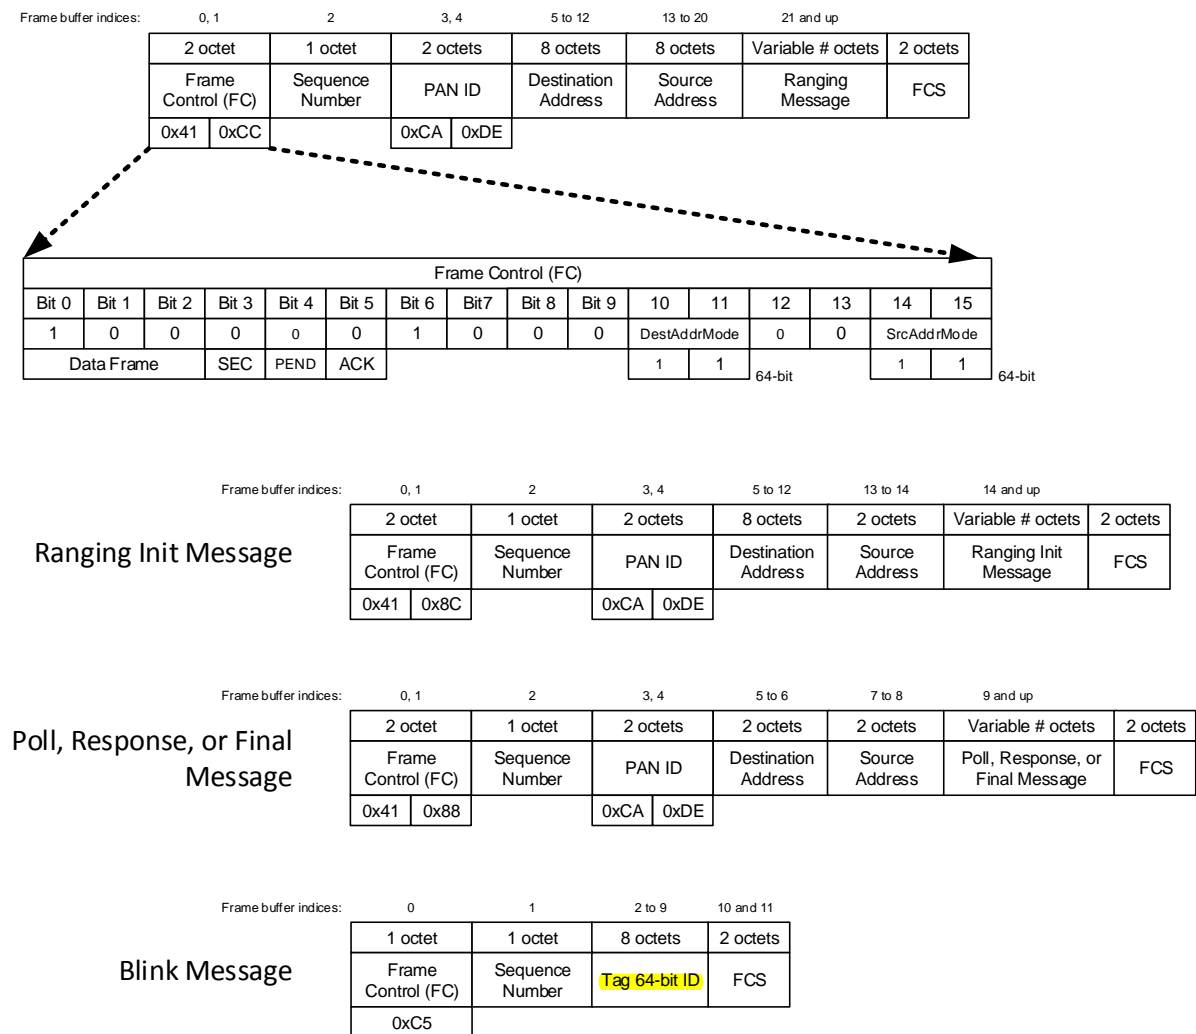 Frame buffer indices: 0, 1 2 3, 4 5 to 12 13 to 20 21 and up
2 octet 1 octet 2 octets 8 octets 8 octets Variable # octets 2 octets
Frame Sequence PAN ID Destination Source Ranging FCS
Control (FC) Number Address Address Message
0x41 0xCC 0xCA 0xDE
Frame Control (FC)
Bit 0 Bit 1 Bit 2 Bit 3 Bit 4 Bit 5 Bit 6 Bit7 Bit 8 Bit 9 10 11 12 13 14 15
1 0 0 0 0 0 1 0 0 0 DestAddrMode 0 0 SrcAddrMode
Data Frame SEC PEND ACK 1 1 64-bit 1 1 64-bit
Frame buffer indices: 0, 1 2 3, 4 5 to 12 13 to 14 14 and up
2 octet 1 octet 2 octets 8 octets 2 octets Variable # octets 2 octets
Ranging Init Message
Frame Sequence PAN ID Destination Source Ranging Init FCS
Control (FC) Number Address Address Message
0x41 0x8C 0xCA 0xDE
Frame buffer indices: 0, 1 2 3, 4 5 to 6 7 to 8 9 and up
2 octet 1 octet 2 octets 2 octets 2 octets Variable # octets 2 octets
Poll, Response, or Final
Message
Frame Sequence PAN ID Destination Source Poll, Response, or FCS
Control (FC) Number Address Address Final Message
0x41 0x88 0xCA 0xDE
Frame buffer indices: 0 1 2 to 9 10 and 11
1 octet 1 octet 8 octets 2 octets
Blink Message
Frame Sequence Tag 64-bit ID FCS
Control (FC) Number
0xC5